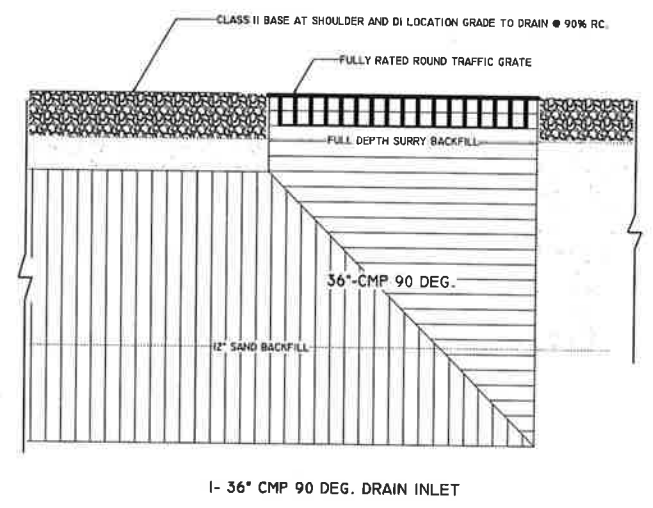 CLASS II BASE AT SHOULDER AND DI LOCATION GRADE TO DRAIN @ 90% RC.
FULLY RATED ROUND TRAFFIC GRATE
FULL DEPTH SURRY BACKFILL
36"-CMP 90 DEG.
12" SAND BACKFILL
1- 36" CMP 90 DEG. DRAIN INLET